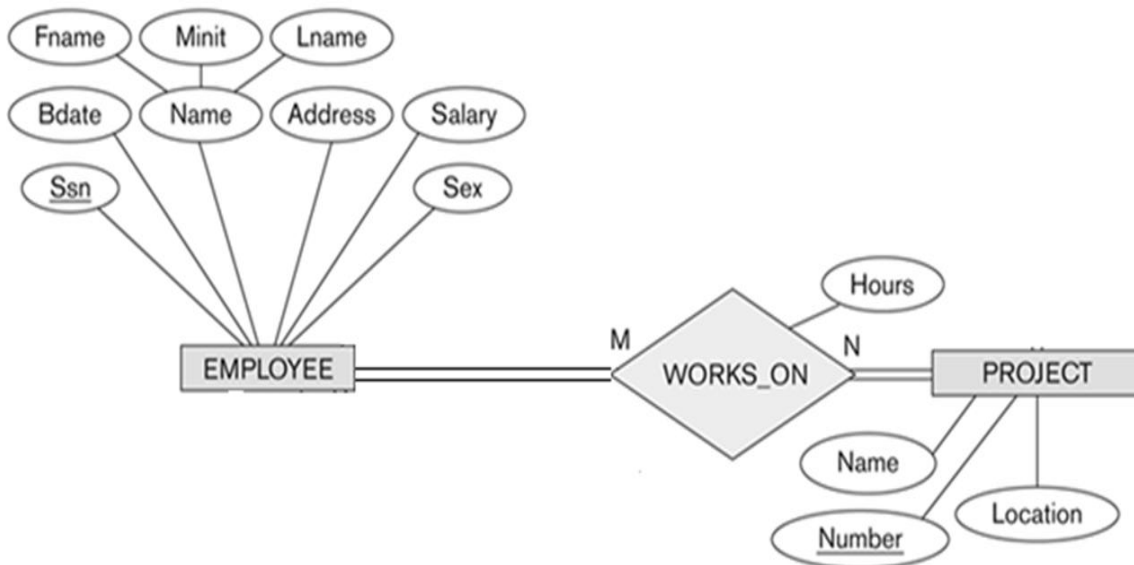 Fname Minit Lname
Bdate Name Address Salary
Ssn Sex
Hours
M N
EMPLOYEE WORKS_ON PROJECT
Name
Number Location